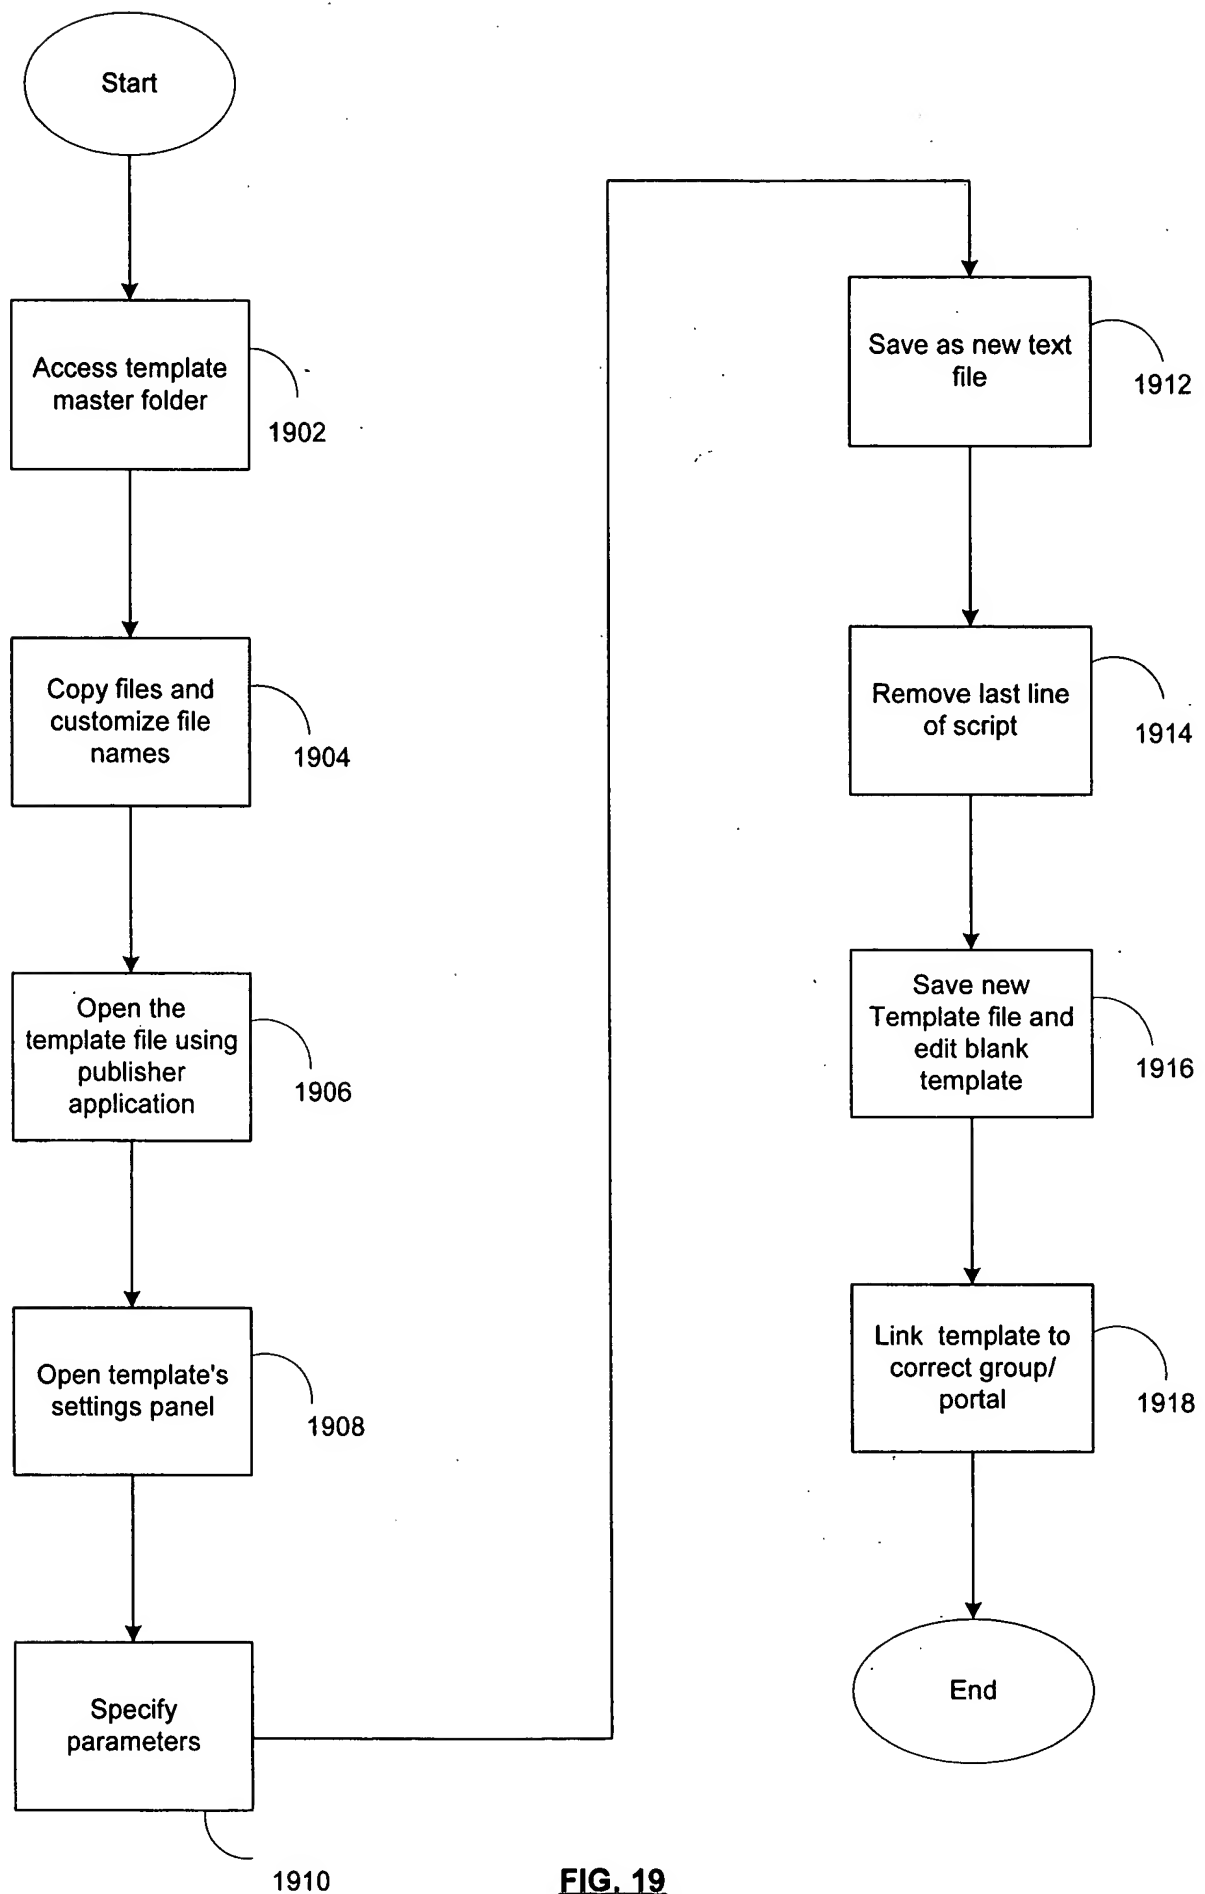 Start
Access template
master folder
1902
Copy files and
customize file
names
1904
Open the
template file using
publisher
application
1906
Open template's
settings panel
1908
Specify
parameters
1910
Save as new text
file
1912
Remove last line
of script
1914
Save new
Template file and
edit blank
template
1916
Link template to
correct group/
portal
1918
End
FIG. 19